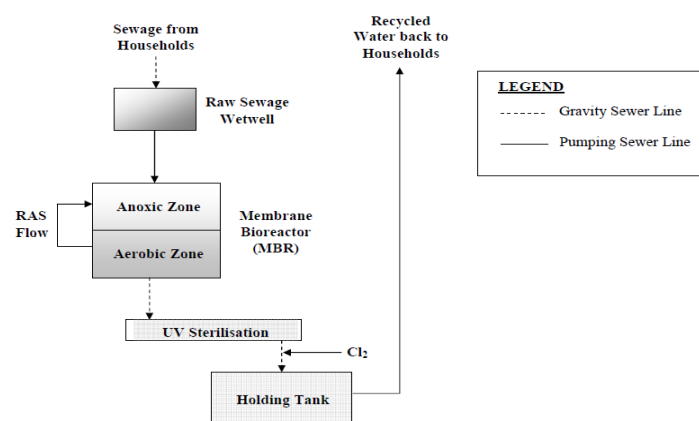 Sewage from
Households
Recycled
Water back to
Households
LEGEND
Gravity Sewer Line
Pumping Sewer Line
Raw Sewage
Wetwell
RAS
Flow
Anoxic Zone
Aerobic Zone
Membrane
Bioreactor
(MBR)
UV Sterilisation
Cl₂
Holding Tank